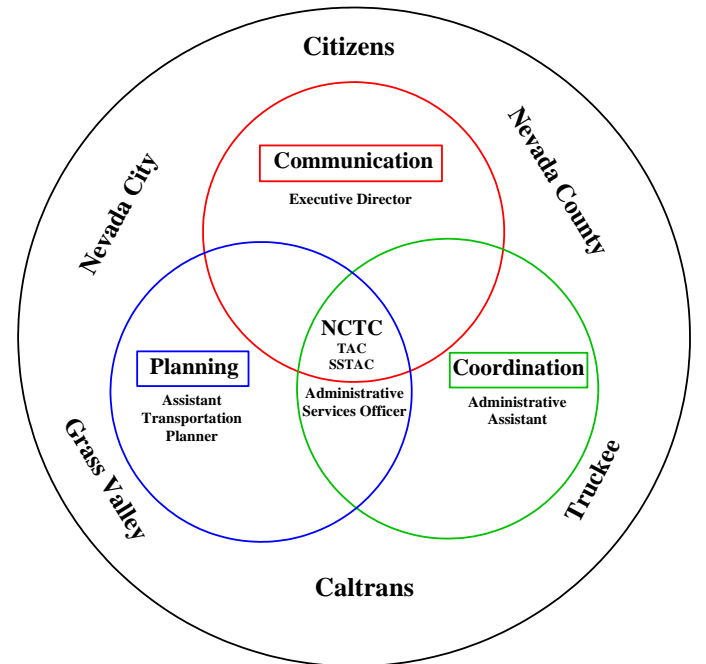 Citizens
Nevada City
Nevada County
Communication
Executive Director
NCTC
TAC
SSTAC
Planning
Assistant
Transportation
Planner
Administrative
Services Officer
Coordination
Administrative
Assistant
Grass Valley
Truckee
Caltrans